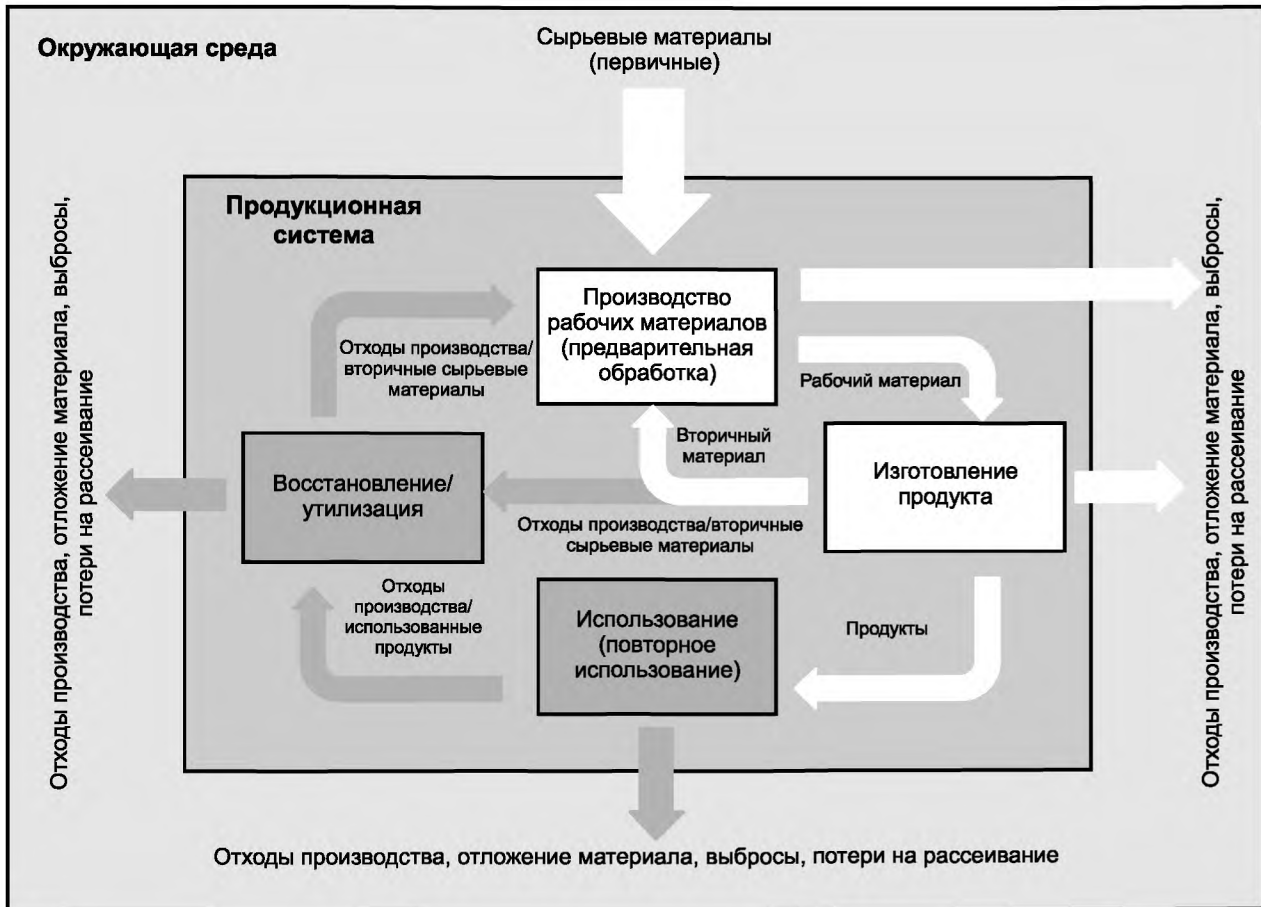 Окружающая среда
Сырьевые материалы
(первичные)
Продукционная
система
Производство
рабочих материалов
(предварительная
обработка)
Отходы производства/
вторичные сырьевые
материалы
Рабочий материал
Вторичный
материал
Восстановление/
утилизация
Изготовление
продукта
Отходы производства/вторичные
сырьевые материалы
Отходы
производства/
использованные
продукты
Использование
(повторное
использование)
Продукты
Отходы производства, отложение материала, выбросы,
потери на рассеивание
Отходы производства, отложение материала, выбросы,
потери на рассеивание
Отходы производства, отложение материала, выбросы, потери на рассеивание